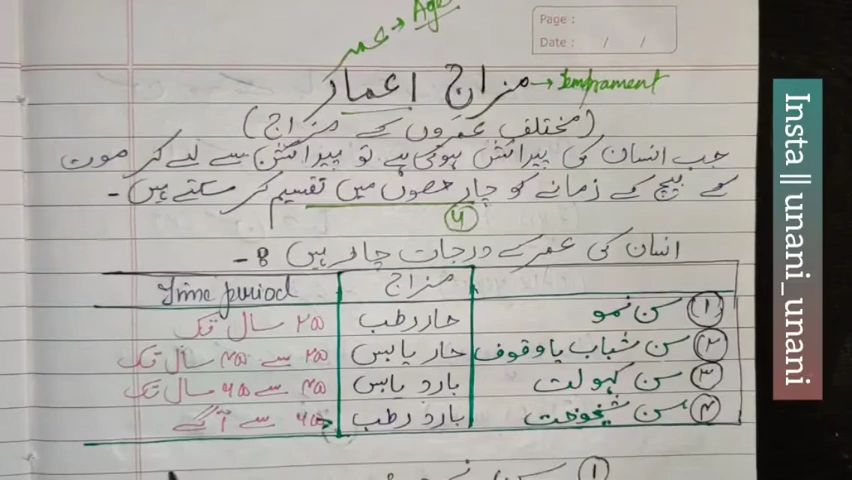 Page :
Date : / /
عمر → Age
مزاج اعمار → temprament
(مختلف عمروں کے مزاج)
جب انسان کی پیدائش ہوتی ہے تو پیدائش سے لے کر موت
کے بیچ کے زمانے کو چار حصوں میں تقسیم کر سکتے ہیں -
۴
انسان کی عمر کے درجات چار ہیں 8 -
مزاج Time period
۱ سن نمو حار رطب ۲۵ سال تک
۲ سن شباب یا وقوف حار یابس ۲۵ سے ۴۵ سال تک
۳ سن کہولت بارد یابس ۴۵ سے ۶۵ سال تک
۴ سن شیخوخت بارد رطب ۶۵ سے آگے
۱
Insta || unani_unani